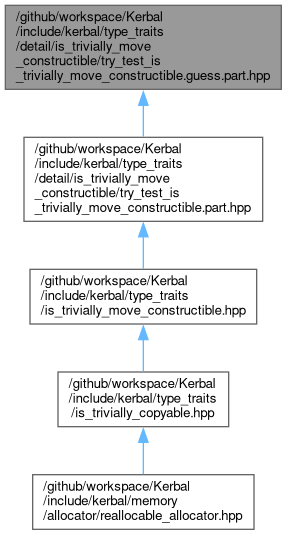 /github/workspace/Kerbal
/include/kerbal/type_traits
/detail/is_trivially_move
_constructible/try_test_is
_trivially_move_constructible.guess.part.hpp
/github/workspace/Kerbal
/include/kerbal/type_traits
/detail/is_trivially_move
_constructible/try_test_is
_trivially_move_constructible.part.hpp
/github/workspace/Kerbal
/include/kerbal/type_traits
/is_trivially_move_constructible.hpp
/github/workspace/Kerbal
/include/kerbal/type_traits
/is_trivially_copyable.hpp
/github/workspace/Kerbal
/include/kerbal/memory
/allocator/reallocable_allocator.hpp